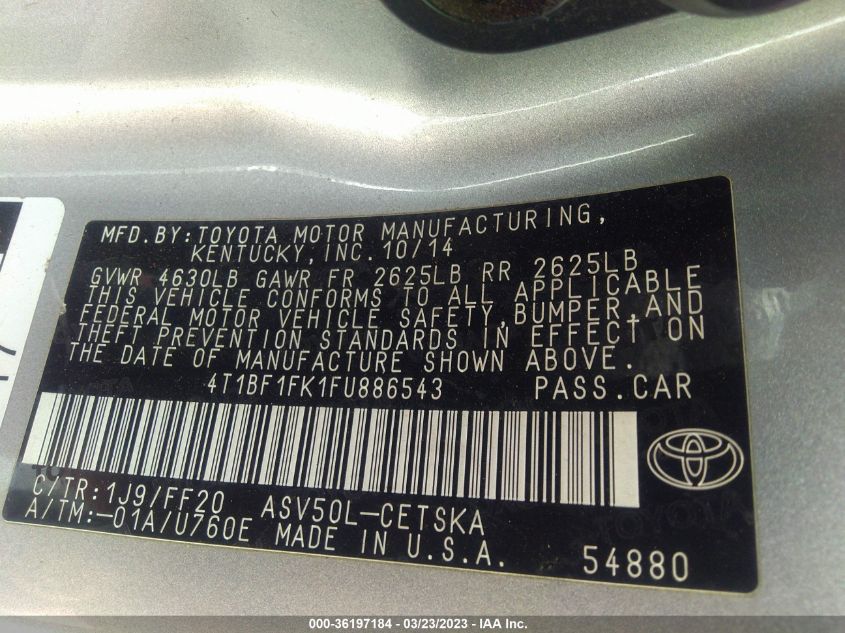 MFD.BY:TOYOTA MOTOR MANUFACTURING,
KENTUCKY,INC.10/14
GVWR 4630LB GAWR FR 2625LB RR 2625LB
THIS VEHICLE CONFORMS TO ALL APPLICABLE
FEDERAL MOTOR VEHICLE SAFETY,BUMPER,AND
THEFT PREVENTION STANDARDS IN EFFECT ON
THE DATE OF MANUFACTURE SHOWN ABOVE.
4T1BF1FK1FU886543 PASS.CAR
C/TR:1J9/FF20 ASV50L-CETSKA
A/TM:-01A/U760E MADE IN U.S.A.
54880
000-36197184 - 03/23/2023 - IAA Inc.